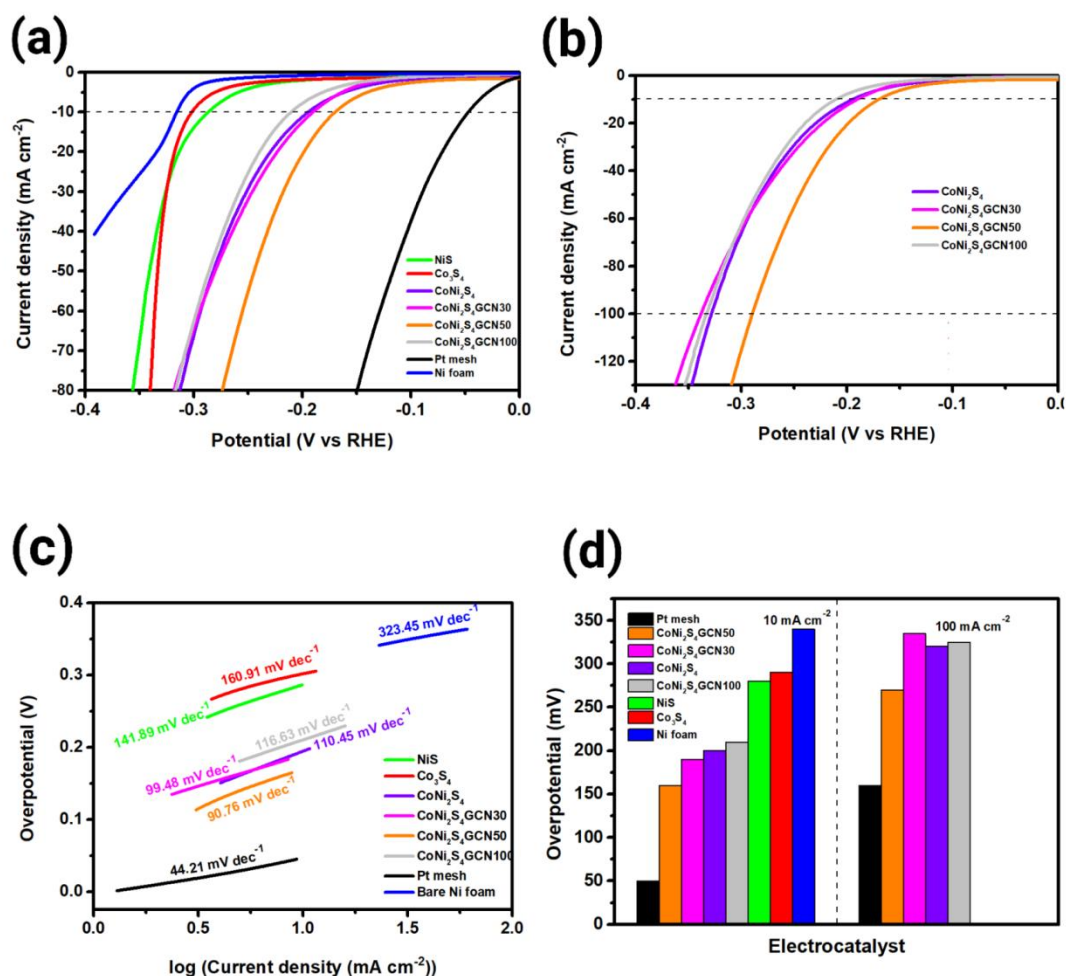 (a)
0
-10
-20
-30
-40
-50
-60
-70
-80
-0.4
-0.3
-0.2
-0.1
0.0
Current density (mA cm⁻²)
Potential (V vs RHE)
NiS
Co₃S₄
CoNi₂S₄
CoNi₂S₄GCN30
CoNi₂S₄GCN50
CoNi₂S₄GCN100
Pt mesh
Ni foam
(b)
0
-20
-40
-60
-80
-100
-120
-0.4
-0.3
-0.2
-0.1
0.0
Current density (mA cm⁻²)
Potential (V vs RHE)
CoNi₂S₄
CoNi₂S₄GCN30
CoNi₂S₄GCN50
CoNi₂S₄GCN100
(c)
0.4
0.3
0.2
0.1
0.0
0.0
0.5
1.0
1.5
2.0
Overpotential (V)
log (Current density (mA cm⁻²))
323.45 mV dec⁻¹
160.91 mV dec⁻¹
141.89 mV dec⁻¹
116.63 mV dec⁻¹
110.45 mV dec⁻¹
99.48 mV dec⁻¹
90.76 mV dec⁻¹
44.21 mV dec⁻¹
NiS
Co₃S₄
CoNi₂S₄
CoNi₂S₄GCN30
CoNi₂S₄GCN50
CoNi₂S₄GCN100
Pt mesh
Bare Ni foam
(d)
350
300
250
200
150
100
50
0
Overpotential (mV)
Electrocatalyst
Pt mesh
CoNi₂S₄GCN50
CoNi₂S₄GCN30
CoNi₂S₄
CoNi₂S₄GCN100
NiS
Co₃S₄
Ni foam
10 mA cm⁻²
100 mA cm⁻²